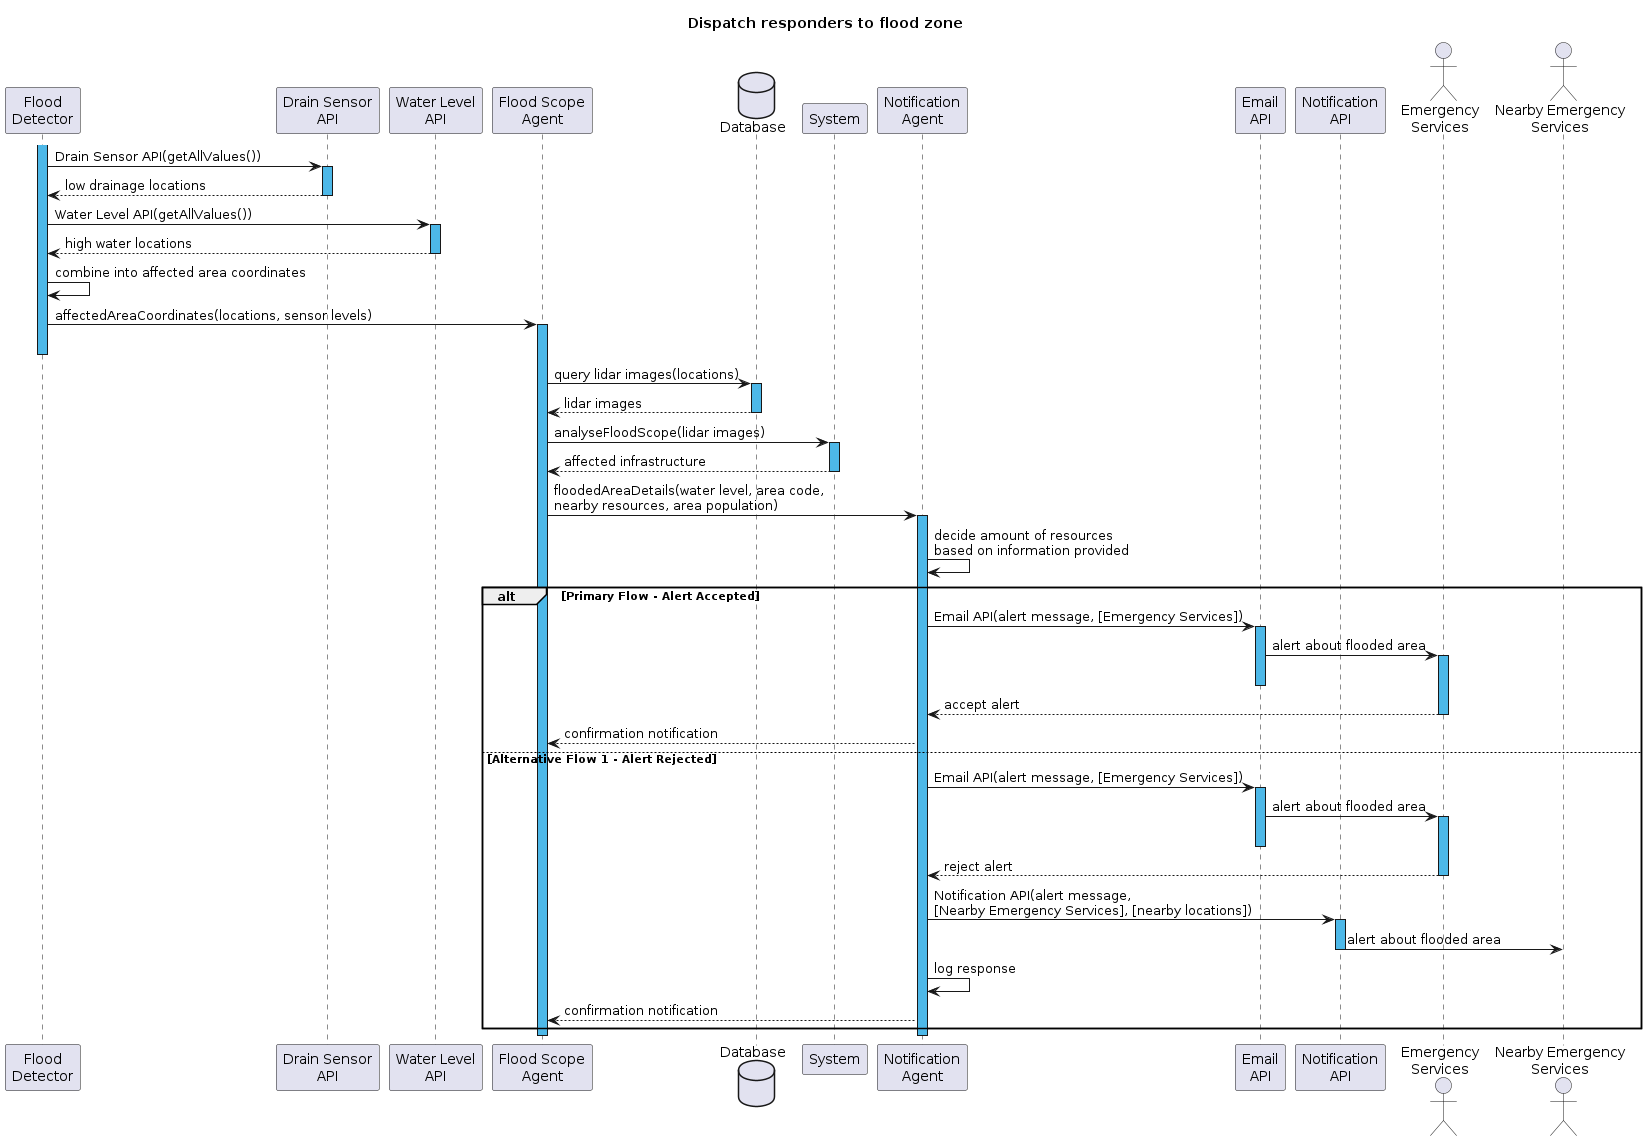 Dispatch responders to flood zone
Flood
Detector
Drain Sensor
API
Water Level
API
Flood Scope
Agent
Database
System
Notification
Agent
Email
API
Notification
API
Emergency
Services
Nearby Emergency
Services
Drain Sensor API(getAllValues())
low drainage locations
Water Level API(getAllValues())
high water locations
combine into affected area coordinates
affectedAreaCoordinates(locations, sensor levels)
query lidar images(locations)
lidar images
analyseFloodScope(lidar images)
affected infrastructure
floodedAreaDetails(water level, area code,
nearby resources, area population)
decide amount of resources
based on information provided
alt [Primary Flow - Alert Accepted]
Email API(alert message, [Emergency Services])
alert about flooded area
accept alert
confirmation notification
[Alternative Flow 1 - Alert Rejected]
Email API(alert message, [Emergency Services])
alert about flooded area
reject alert
Notification API(alert message,
[Nearby Emergency Services], [nearby locations])
alert about flooded area
log response
confirmation notification
Flood
Detector
Drain Sensor
API
Water Level
API
Flood Scope
Agent
Database
System
Notification
Agent
Email
API
Notification
API
Emergency
Services
Nearby Emergency
Services